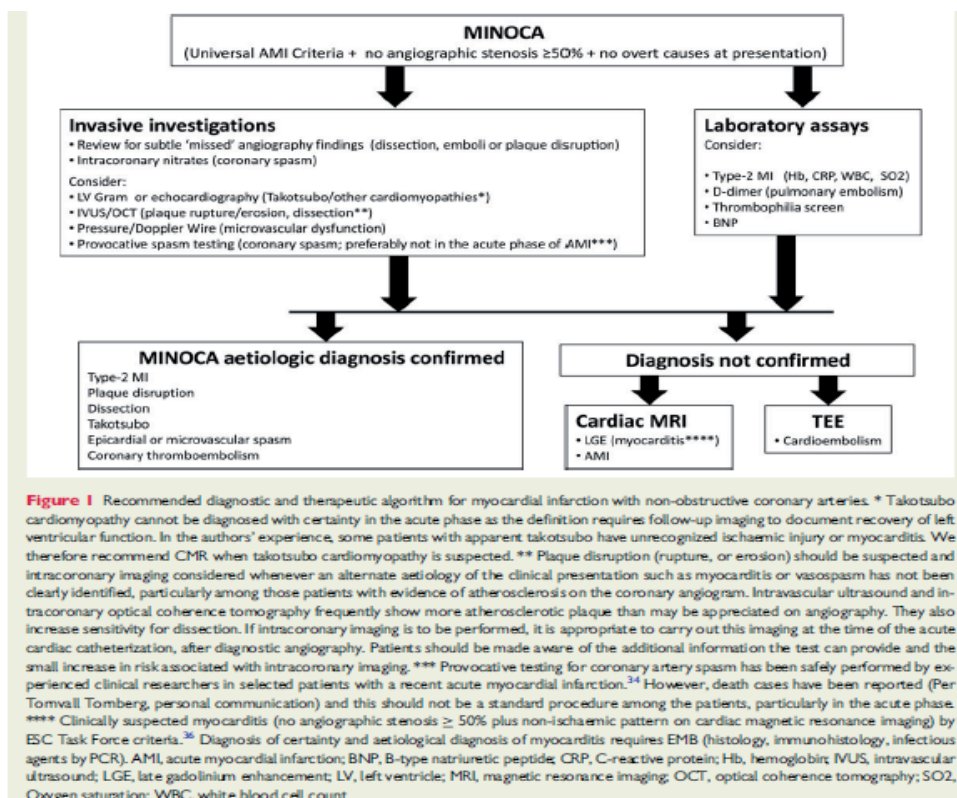 MINOCA
(Universal AMI Criteria + no angiographic stenosis ≥50% + no overt causes at presentation)
Invasive investigations
• Review for subtle 'missed' angiography findings (dissection, emboli or plaque disruption)
• Intracoronary nitrates (coronary spasm)
Consider:
• LV Gram or echocardiography (Takotsubo/other cardiomyopathies*)
• IVUS/OCT (plaque rupture/erosion, dissection**)
• Pressure/Doppler Wire (microvascular dysfunction)
• Provocative spasm testing (coronary spasm; preferably not in the acute phase of AMI***)
Laboratory assays
Consider:
• Type-2 MI (Hb, CRP, WBC, SO2)
• D-dimer (pulmonary embolism)
• Thrombophilia screen
• BNP
MINOCA aetiologic diagnosis confirmed
Type-2 MI
Plaque disruption
Dissection
Takotsubo
Epicardial or microvascular spasm
Coronary thromboembolism
Diagnosis not confirmed
Cardiac MRI
• LGE (myocarditis****)
• AMI
TEE
• Cardioembolism
Figure 1 Recommended diagnostic and therapeutic algorithm for myocardial infarction with non-obstructive coronary arteries. * Takotsubo
cardiomyopathy cannot be diagnosed with certainty in the acute phase as the definition requires follow-up imaging to document recovery of left
ventricular function. In the authors' experience, some patients with apparent takotsubo have unrecognized ischaemic injury or myocarditis. We
therefore recommend CMR when takotsubo cardiomyopathy is suspected. ** Plaque disruption (rupture, or erosion) should be suspected and
intracoronary imaging considered whenever an alternate aetiology of the clinical presentation such as myocarditis or vasospasm has not been
clearly identified, particularly among those patients with evidence of atherosclerosis on the coronary angiogram. Intravascular ultrasound and in-
tracoronary optical coherence tomography frequently show more atherosclerotic plaque than may be appreciated on angiography. They also
increase sensitivity for dissection. If intracoronary imaging is to be performed, it is appropriate to carry out this imaging at the time of the acute
cardiac catheterization, after diagnostic angiography. Patients should be made aware of the additional information the test can provide and the
small increase in risk associated with intracoronary imaging. *** Provocative testing for coronary artery spasm has been safely performed by ex-
perienced clinical researchers in selected patients with a recent acute myocardial infarction.34 However, death cases have been reported (Per
Tornvall Tornberg, personal communication) and this should not be a standard procedure among the patients, particularly in the acute phase.
**** Clinically suspected myocarditis (no angiographic stenosis ≥ 50% plus non-ischaemic pattern on cardiac magnetic resonance imaging) by
ESC Task Force criteria.36 Diagnosis of certainty and aetiological diagnosis of myocarditis requires EMB (histology, immunohistology, infectious
agents by PCR). AMI, acute myocardial infarction; BNP, B-type natriuretic peptide; CRP, C-reactive protein; Hb, hemoglobin; IVUS, intravascular
ultrasound; LGE, late gadolinium enhancement; LV, left ventricle; MRI, magnetic resonance imaging; OCT, optical coherence tomography; SO2,
Oxygen saturation; WBC, white blood cell count.